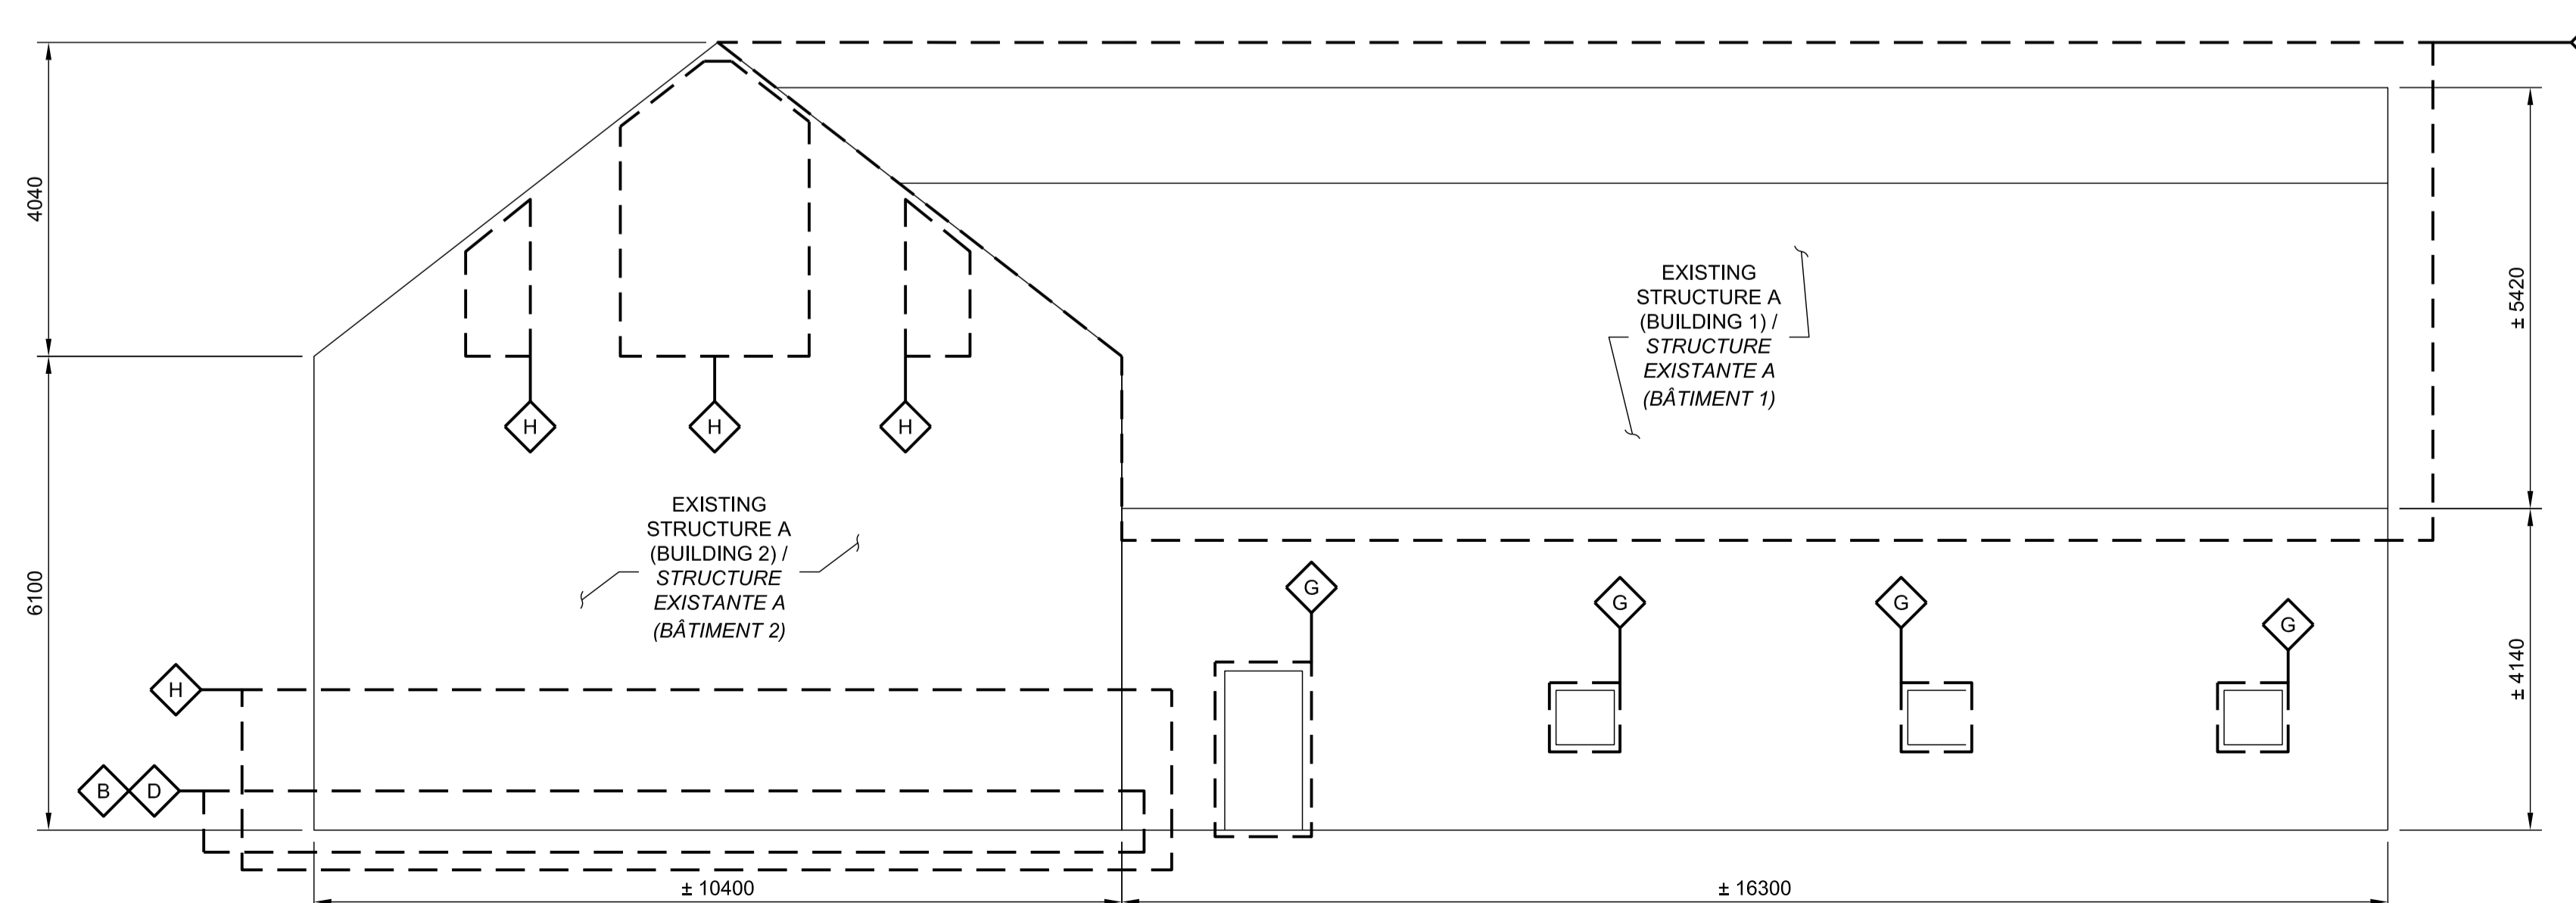 4040
6100
H
H
H
EXISTING
STRUCTURE A
(BUILDING 1) /
STRUCTURE
EXISTANTE A
(BÂTIMENT 1)
± 5420
EXISTING
STRUCTURE A
(BUILDING 2) /
STRUCTURE
EXISTANTE A
(BÂTIMENT 2)
G
G
G
G
± 4140
H
B
D
± 10400
± 16300